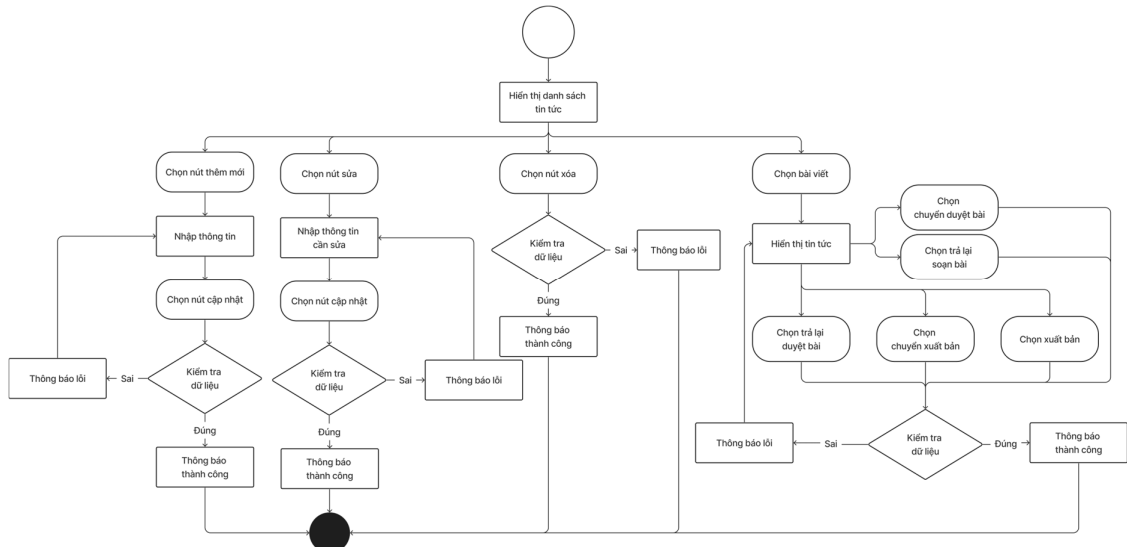 Hiển thị danh sách
tin tức
Chọn nút thêm mới
Chọn nút sửa
Chọn nút xóa
Chọn bài viết
Nhập thông tin
Nhập thông tin
cần sửa
Kiểm tra
dữ liệu
Sai
Thông báo lỗi
Hiển thị tin tức
Chọn
chuyển duyệt bài
Chọn trả lại
soạn bài
Chọn nút cập nhật
Chọn nút cập nhật
Đúng
Thông báo
thành công
Chọn trả lại
duyệt bài
Chọn
chuyển xuất bản
Chọn xuất bản
Thông báo lỗi
Sai
Kiểm tra
dữ liệu
Kiểm tra
dữ liệu
Sai
Thông báo lỗi
Đúng
Đúng
Thông báo lỗi
Sai
Kiểm tra
dữ liệu
Đúng
Thông báo
thành công
Thông báo
thành công
Thông báo
thành công